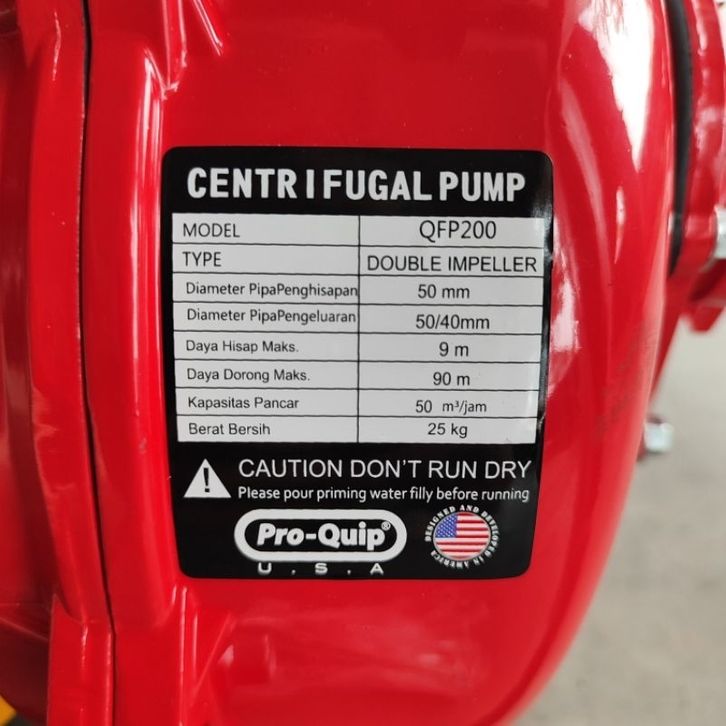 CENTRIFUGAL PUMP
MODEL QFP200
TYPE DOUBLE IMPELLER
Diameter PipaPenghisapan 50 mm
Diameter PipaPengeluaran 50/40mm
Daya Hisap Maks. 9 m
Daya Dorong Maks. 90 m
Kapasitas Pancar 50 m³/jam
Berat Bersih 25 kg
CAUTION DON'T RUN DRY
Please pour priming water filly before running
Pro-Quip®
U.S.A
DESIGNED AND DEVELOPED IN AMERICA